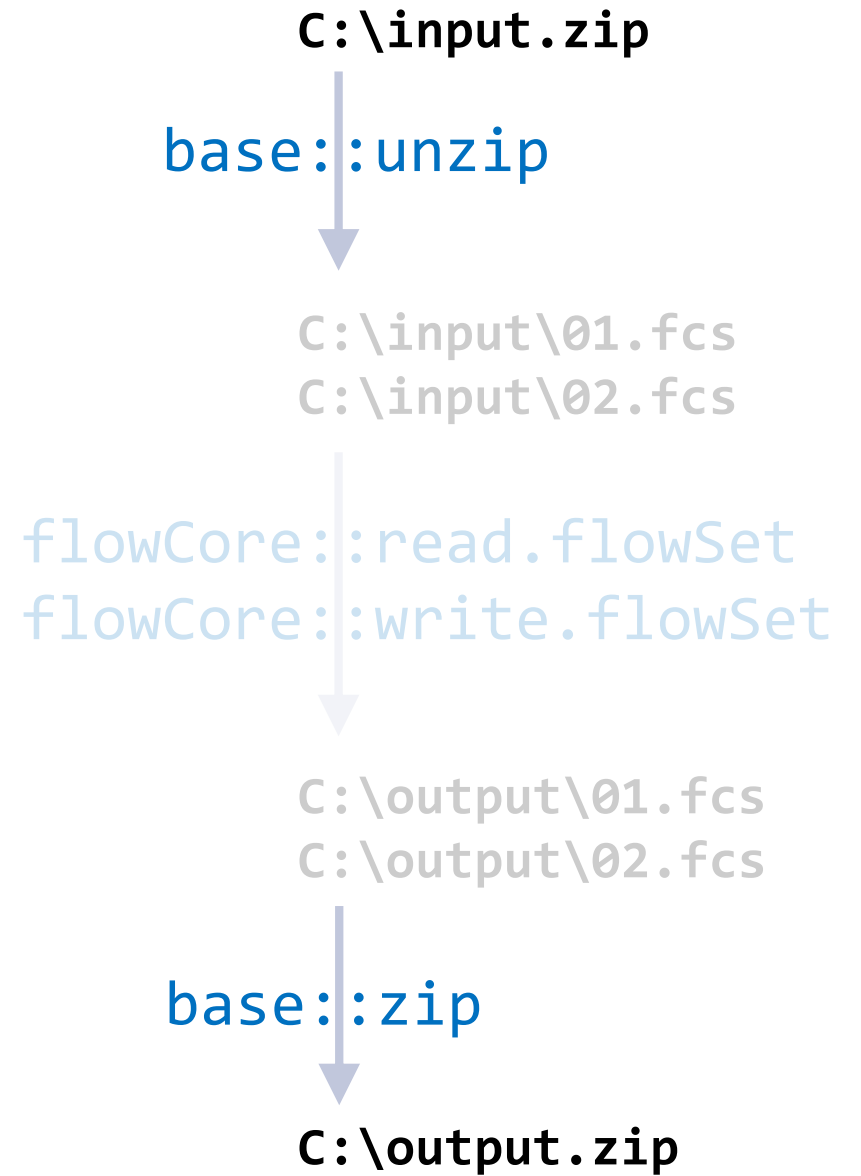 C:\input.zip
base::unzip
C:\input\01.fcs
C:\input\02.fcs
flowCore::read.flowSet
flowCore::write.flowSet
C:\output\01.fcs
C:\output\02.fcs
base::zip
C:\output.zip